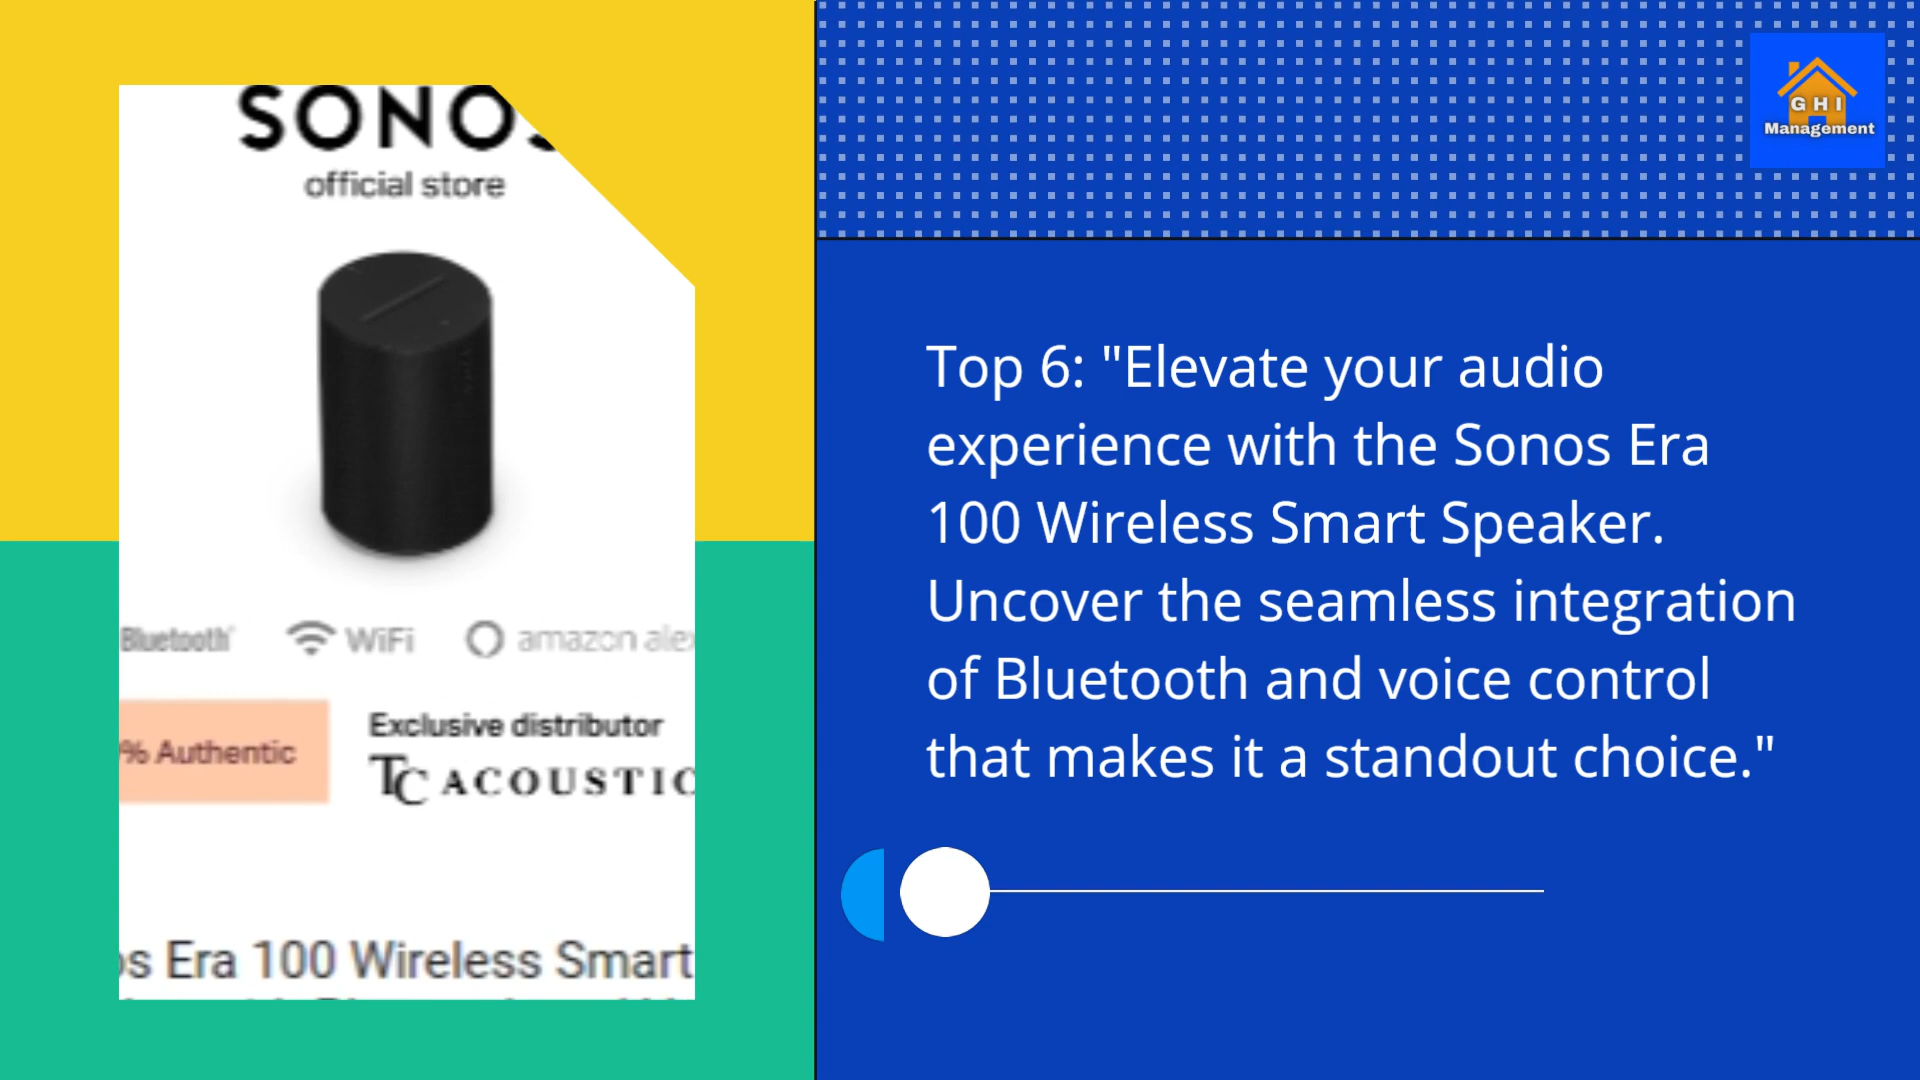 SONOS
official store
Bluetooth
WiFi
amazon
% Authentic
Exclusive distributor
TC ACOUSTIC
Era 100 Wireless Smart
G H I
Management
Top 6: "Elevate your audio
experience with the Sonos Era
100 Wireless Smart Speaker.
Uncover the seamless integration
of Bluetooth and voice control
that makes it a standout choice."